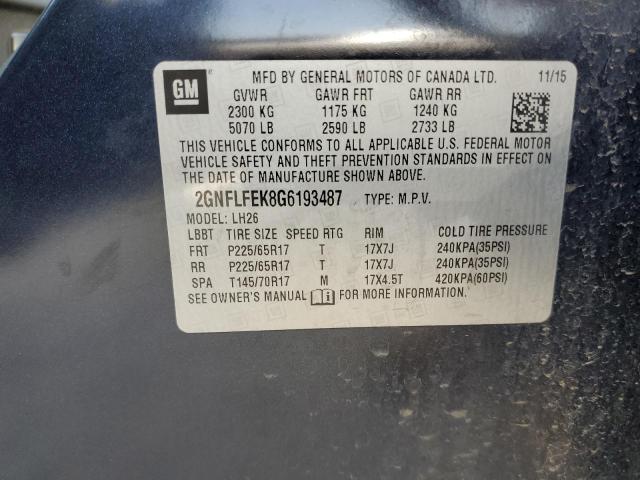 GM
MFD BY GENERAL MOTORS OF CANADA LTD. 11/15
GVWR GAWR FRT GAWR RR
2300 KG 1175 KG 1240 KG
5070 LB 2590 LB 2733 LB
THIS VEHICLE CONFORMS TO ALL APPLICABLE U.S. FEDERAL MOTOR
VEHICLE SAFETY AND THEFT PREVENTION STANDARDS IN EFFECT ON
THE DATE OF MANUFACTURE SHOWN ABOVE.
2GNFLFEK8G6193487 TYPE: M.P.V.
MODEL: LH26
LBBT TIRE SIZE SPEED RTG RIM COLD TIRE PRESSURE
FRT P225/65R17 T 17X7J 240KPA(35PSI)
RR P225/65R17 T 17X7J 240KPA(35PSI)
SPA T145/70R17 M 17X4.5T 420KPA(60PSI)
SEE OWNER'S MANUAL FOR MORE INFORMATION.